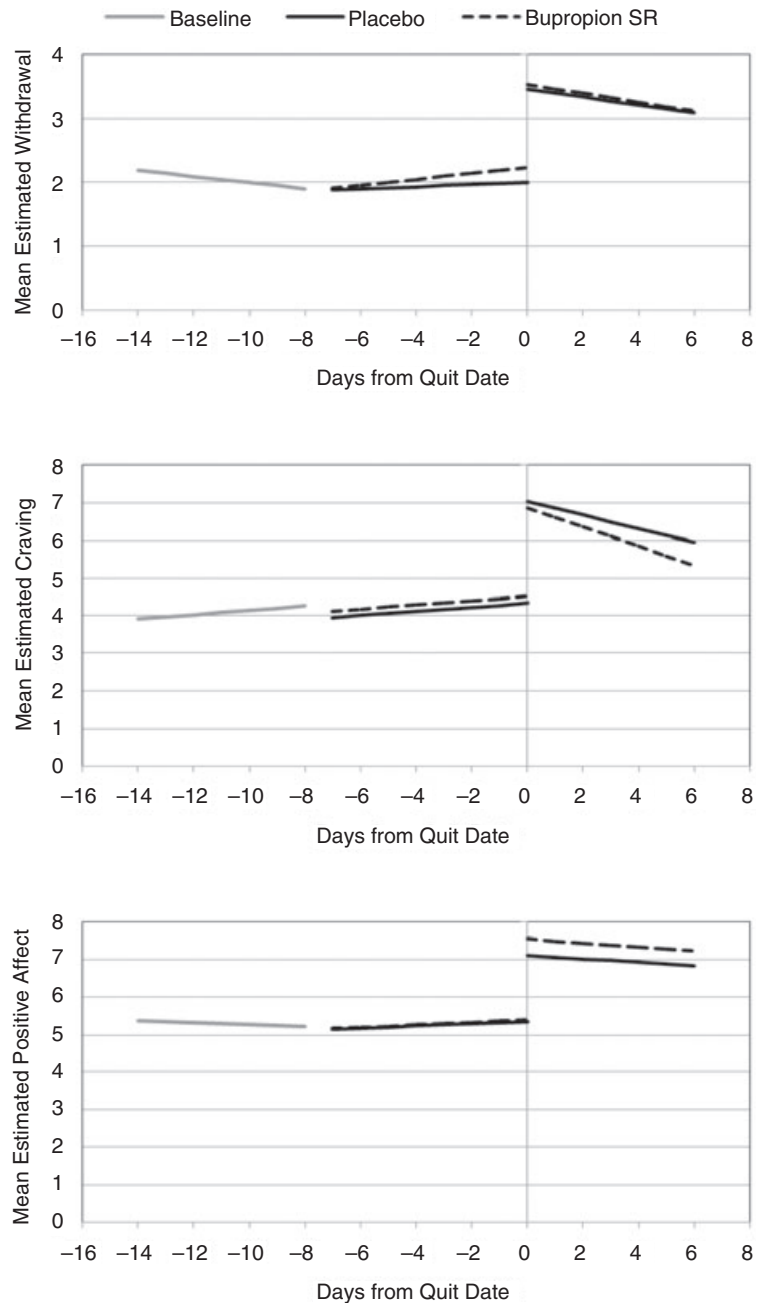 Baseline Placebo Bupropion SR
Mean Estimated Withdrawal
4
3
2
1
0
–16 –14 –12 –10 –8 –6 –4 –2 0 2 4 6 8
Days from Quit Date
Mean Estimated Craving
8
7
6
5
4
3
2
1
0
–16 –14 –12 –10 –8 –6 –4 –2 0 2 4 6 8
Days from Quit Date
Mean Estimated Positive Affect
8
7
6
5
4
3
2
1
0
–16 –14 –12 –10 –8 –6 –4 –2 0 2 4 6 8
Days from Quit Date